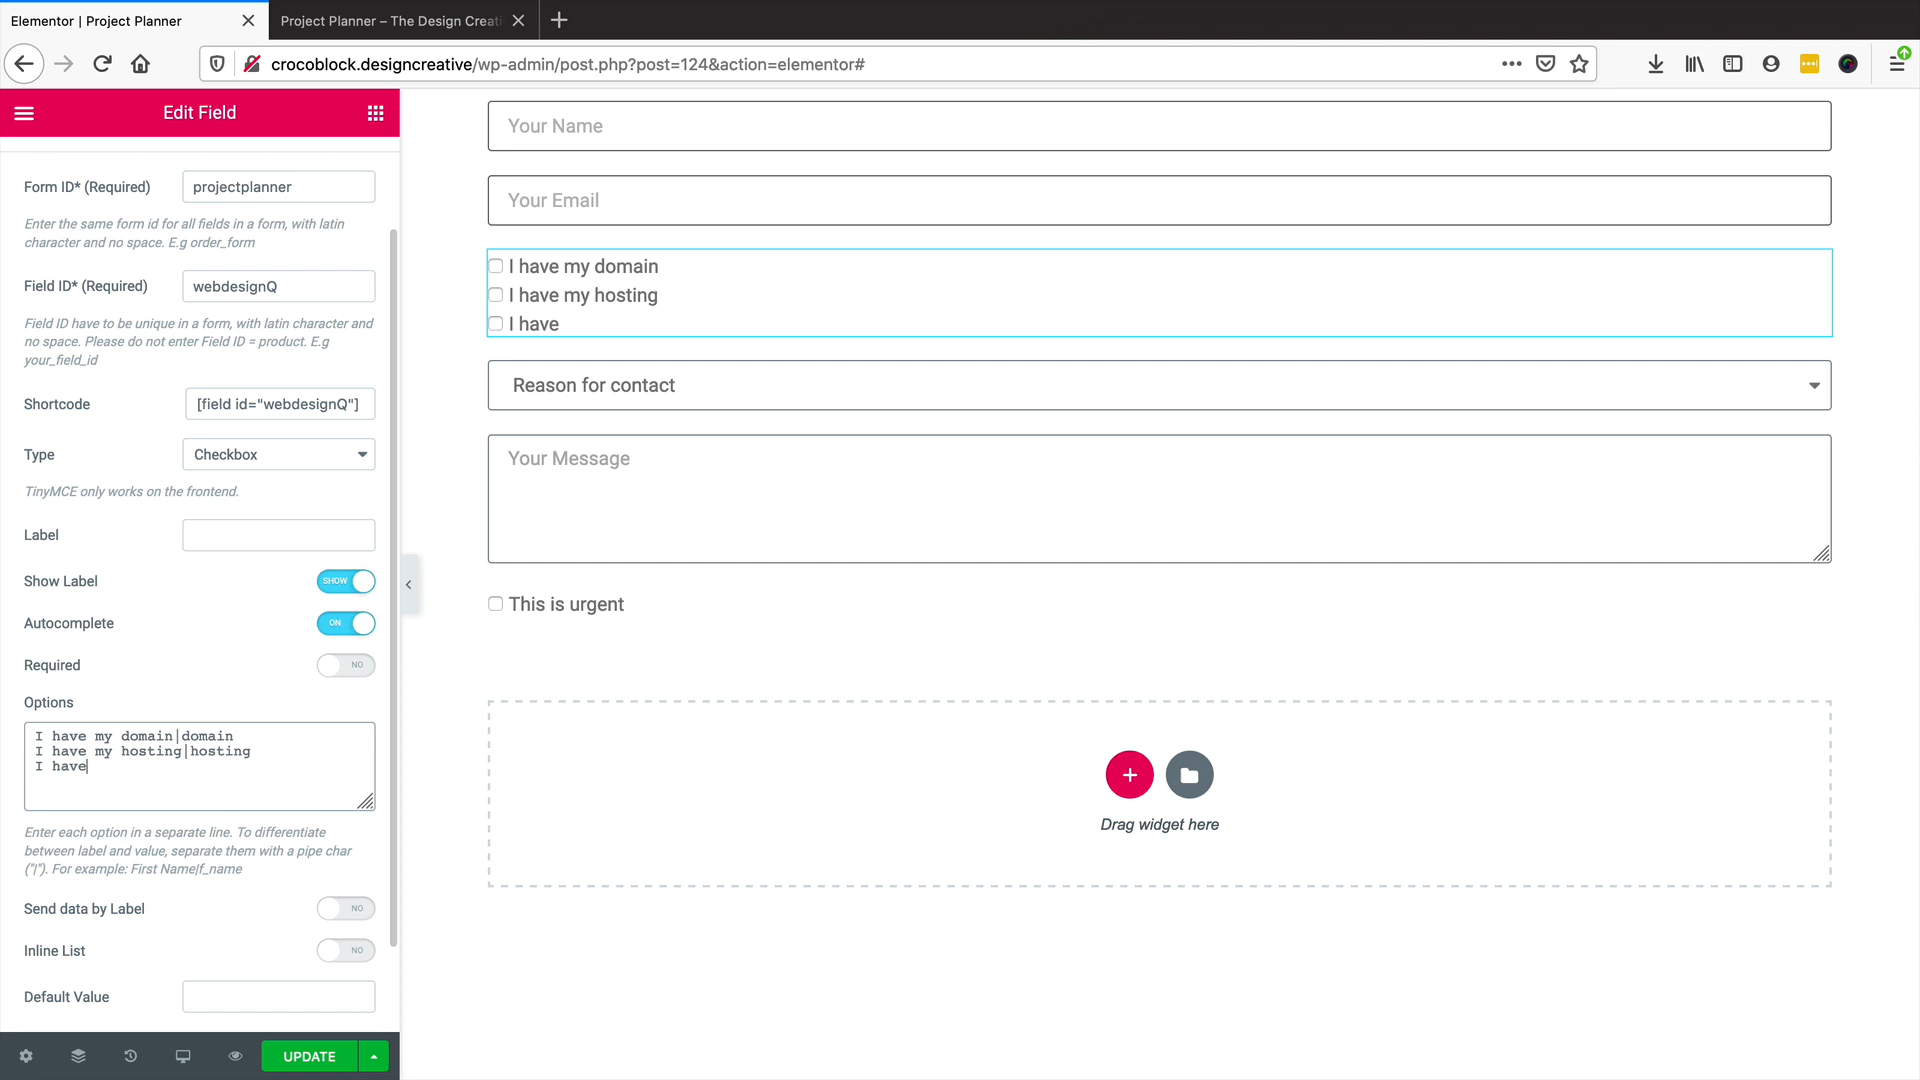 Elementor | Project Planner
Project Planner – The Design Creati
crocoblock.designcreative/wp-admin/post.php?post=124&action=elementor#
Edit Field
Form ID* (Required)
projectplanner
Enter the same form id for all fields in a form, with latin
character and no space. E.g order_form
Field ID* (Required)
webdesignQ
Field ID have to be unique in a form, with latin character and
no space. Please do not enter Field ID = product. E.g
your_field_id
Shortcode
[field id="webdesignQ"]
Type
Checkbox
TinyMCE only works on the frontend.
Label
Show Label
SHOW
Autocomplete
ON
Required
NO
Options
I have my domain|domain
I have my hosting|hosting
I have
Enter each option in a separate line. To differentiate
between label and value, separate them with a pipe char
("|"). For example: First Name|f_name
Send data by Label
NO
Inline List
NO
Default Value
UPDATE
Your Name
Your Email
I have my domain
I have my hosting
I have
Reason for contact
Your Message
This is urgent
Drag widget here